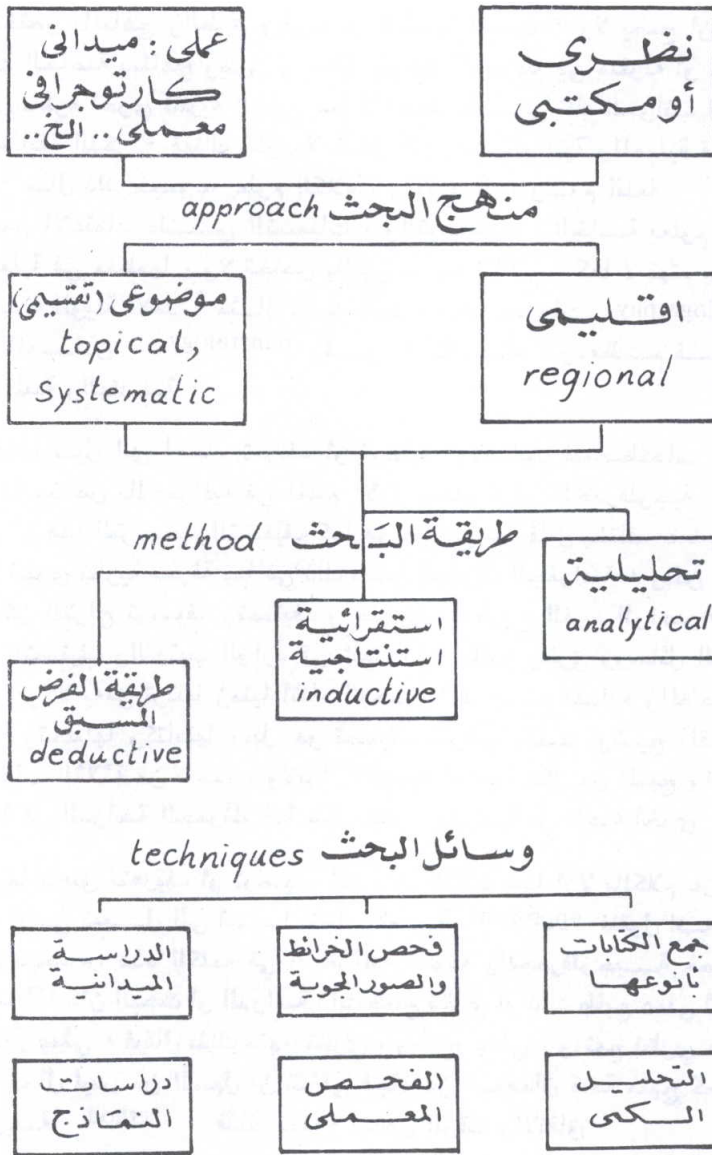 نظرى
أو مكتبى
عملى : ميدانى
كارتوجرافى
معملى .. الخ ..
منهج البحث approach
اقليمى
regional
موضوعى (تقسيمى)
topical,
Systematic
طريقة البحث method
تحليلية
analytical
استقرائية
استنتاجية
inductive
طريقة الفرض
المسبق
deductive
وسائل البحث techniques
جمع الكتابات
بأنوعها
فحص الخرائط
والصور الجوية
الدراسة
الميدانية
التحليل
الكمى
الفحص
المعملى
دراسات
النماذج